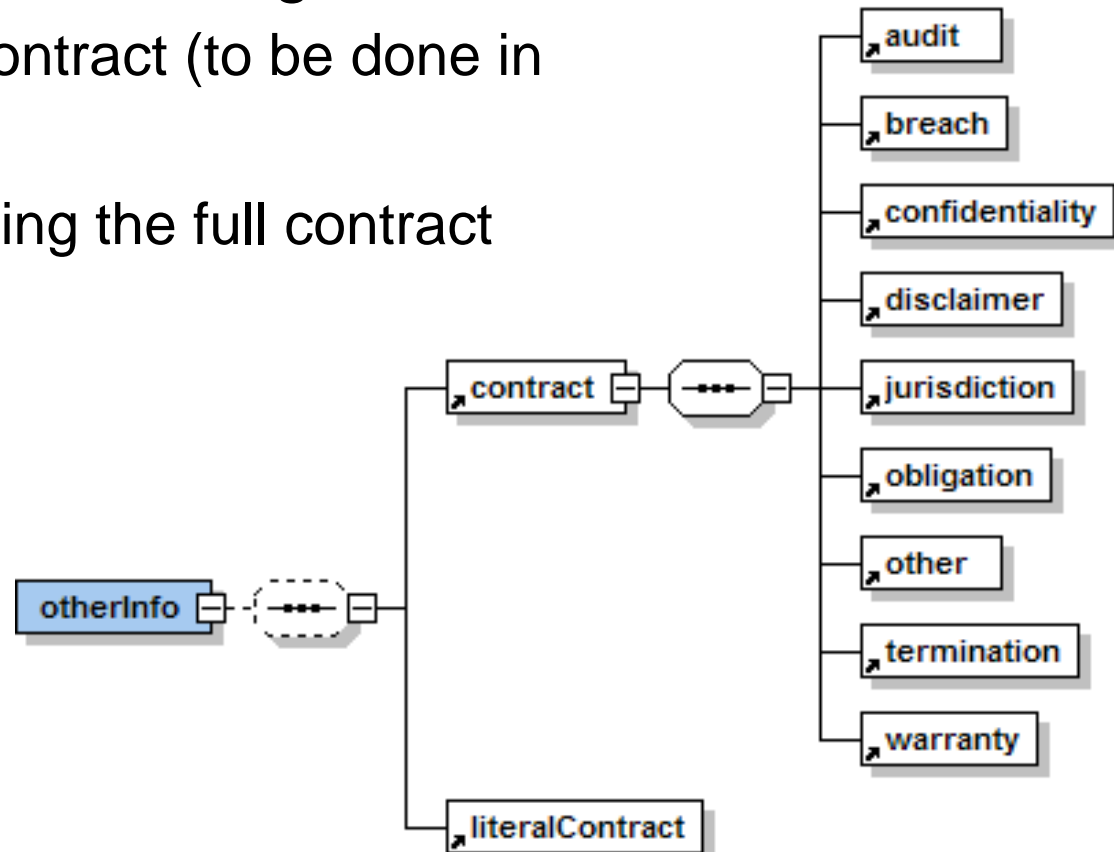 ontract (to be done in
ing the full contract
audit
breach
confidentiality
disclaimer
contract
jurisdiction
obligation
other
otherInfo
termination
warranty
literalContract